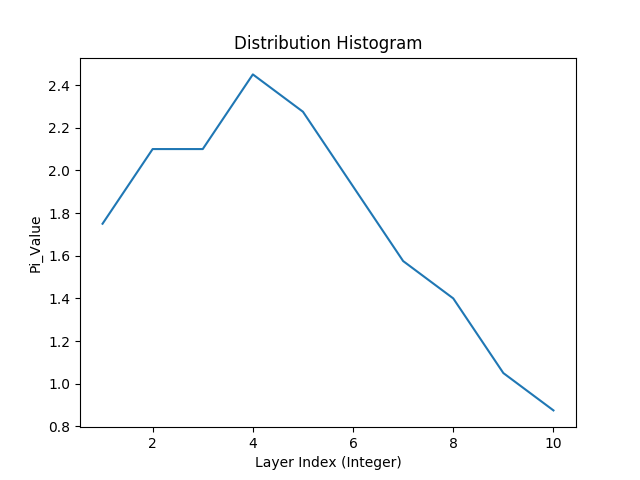 Distribution Histogram
Pi_Value
2.4
2.2
2.0
1.8
1.6
1.4
1.2
1.0
0.8
2 4 6 8 10
Layer Index (Integer)